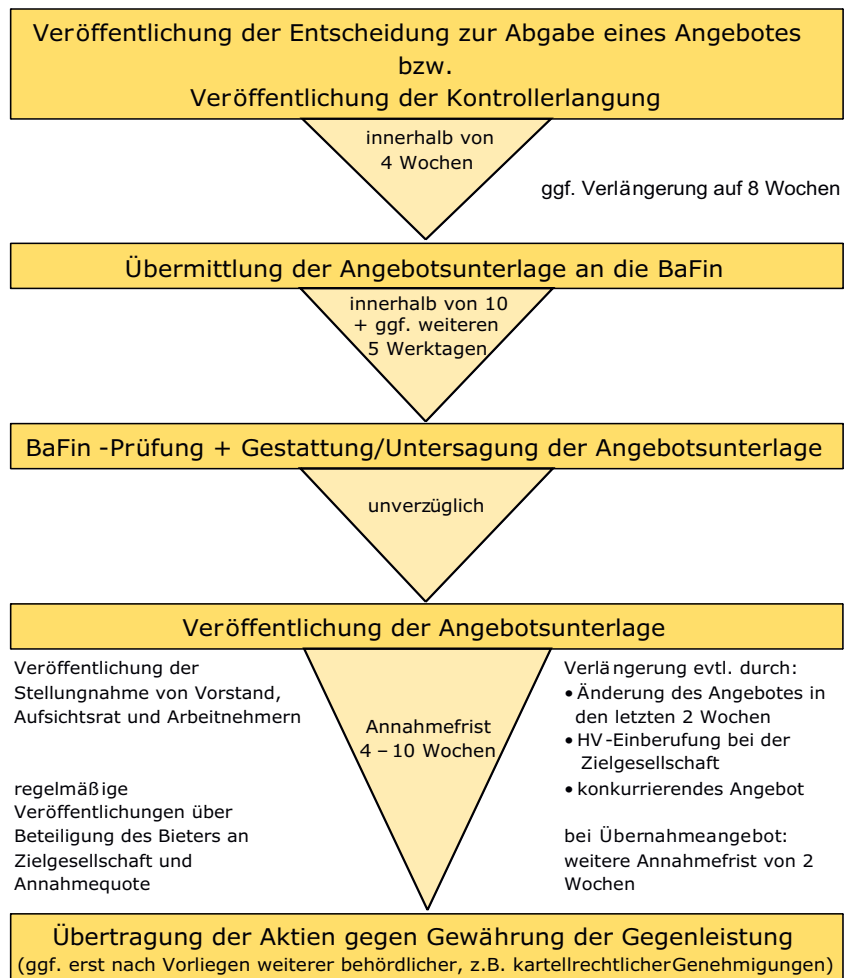 Veröffentlichung der Entscheidung zur Abgabe eines Angebotes
bzw.
Veröffentlichung der Kontrollerlangung
innerhalb von
4 Wochen
ggf. Verlängerung auf 8 Wochen
Übermittlung der Angebotsunterlage an die BaFin
innerhalb von 10
+ ggf. weiteren
5 Werktagen
BaFin -Prüfung + Gestattung/Untersagung der Angebotsunterlage
unverzüglich
Veröffentlichung der Angebotsunterlage
Veröffentlichung der
Stellungnahme von Vorstand,
Aufsichtsrat und Arbeitnehmern
regelmäßige
Veröffentlichungen über
Beteiligung des Bieters an
Zielgesellschaft und
Annahmequote
Annahmefrist
4 – 10 Wochen
Verlängerung evtl. durch:
• Änderung des Angebotes in
den letzten 2 Wochen
• HV-Einberufung bei der
Zielgesellschaft
• konkurrierendes Angebot
bei Übernahmeangebot:
weitere Annahmefrist von 2
Wochen
Übertragung der Aktien gegen Gewährung der Gegenleistung
(ggf. erst nach Vorliegen weiterer behördlicher, z.B. kartellrechtlicherGenehmigungen)